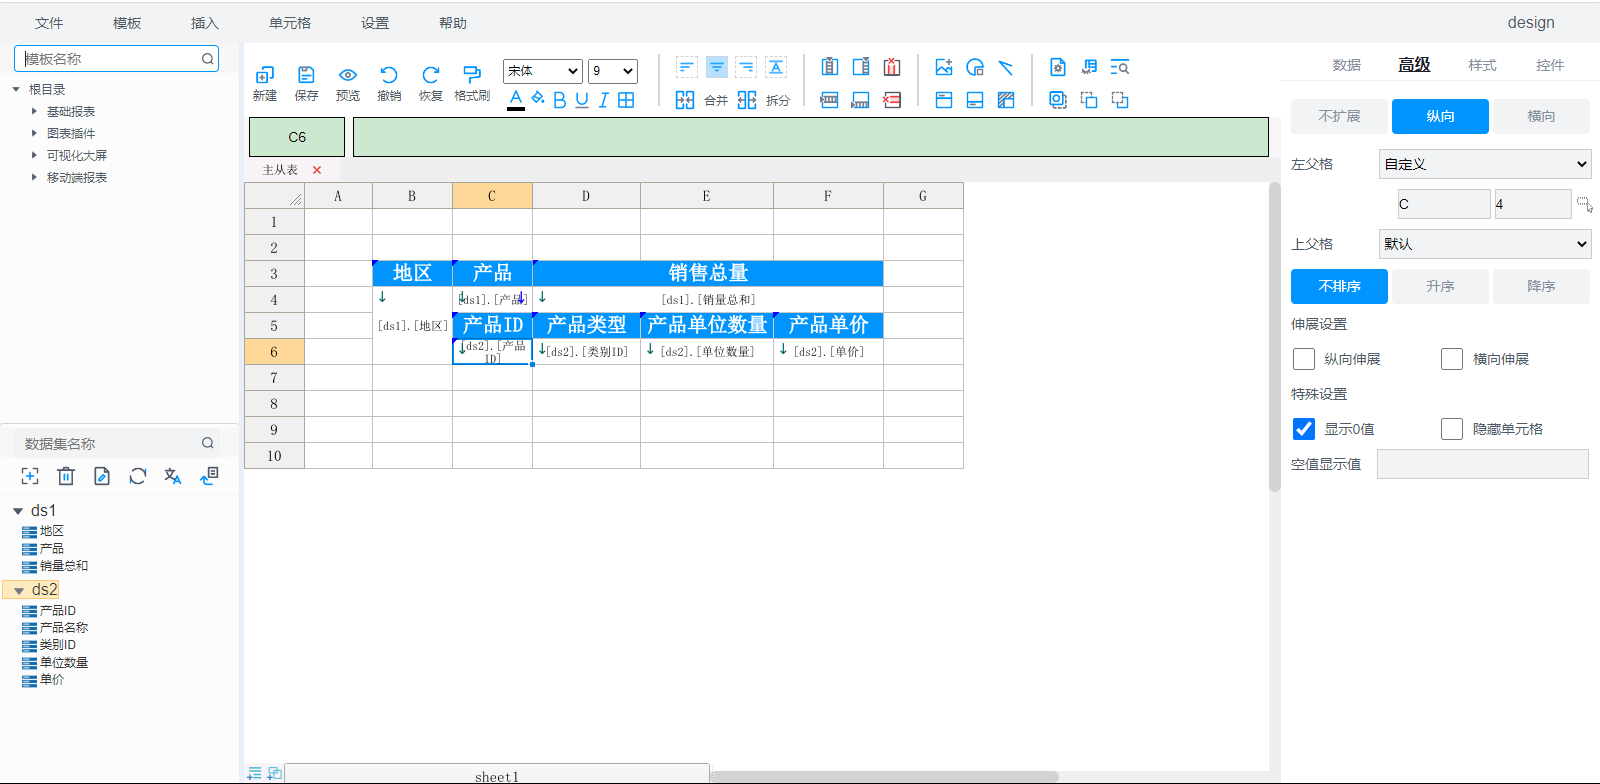 文件 模板 插入 单元格 设置 帮助 design
模板名称
根目录
基础报表
图表插件
可视化大屏
移动端报表
新建 保存 预览 撤销 恢复 格式刷
宋体 9
A B U I
合并 拆分
C6
主从表
A B C D E F G
1
2
3 地区 产品 销售总量
4 [ds1].[产品] [ds1].[销量总和]
5 [ds1].[地区] 产品ID 产品类型 产品单位数量 产品单价
6 [ds2].[产品ID] [ds2].[类别ID] [ds2].[单位数量] [ds2].[单价]
7
8
9
10
sheet1
数据集名称
ds1
地区
产品
销量总和
ds2
产品ID
产品名称
类别ID
单位数量
单价
数据 高级 样式 控件
不扩展 纵向 横向
左父格 自定义
C 4
上父格 默认
不排序 升序 降序
伸展设置
纵向伸展 横向伸展
特殊设置
显示0值 隐藏单元格
空值显示值